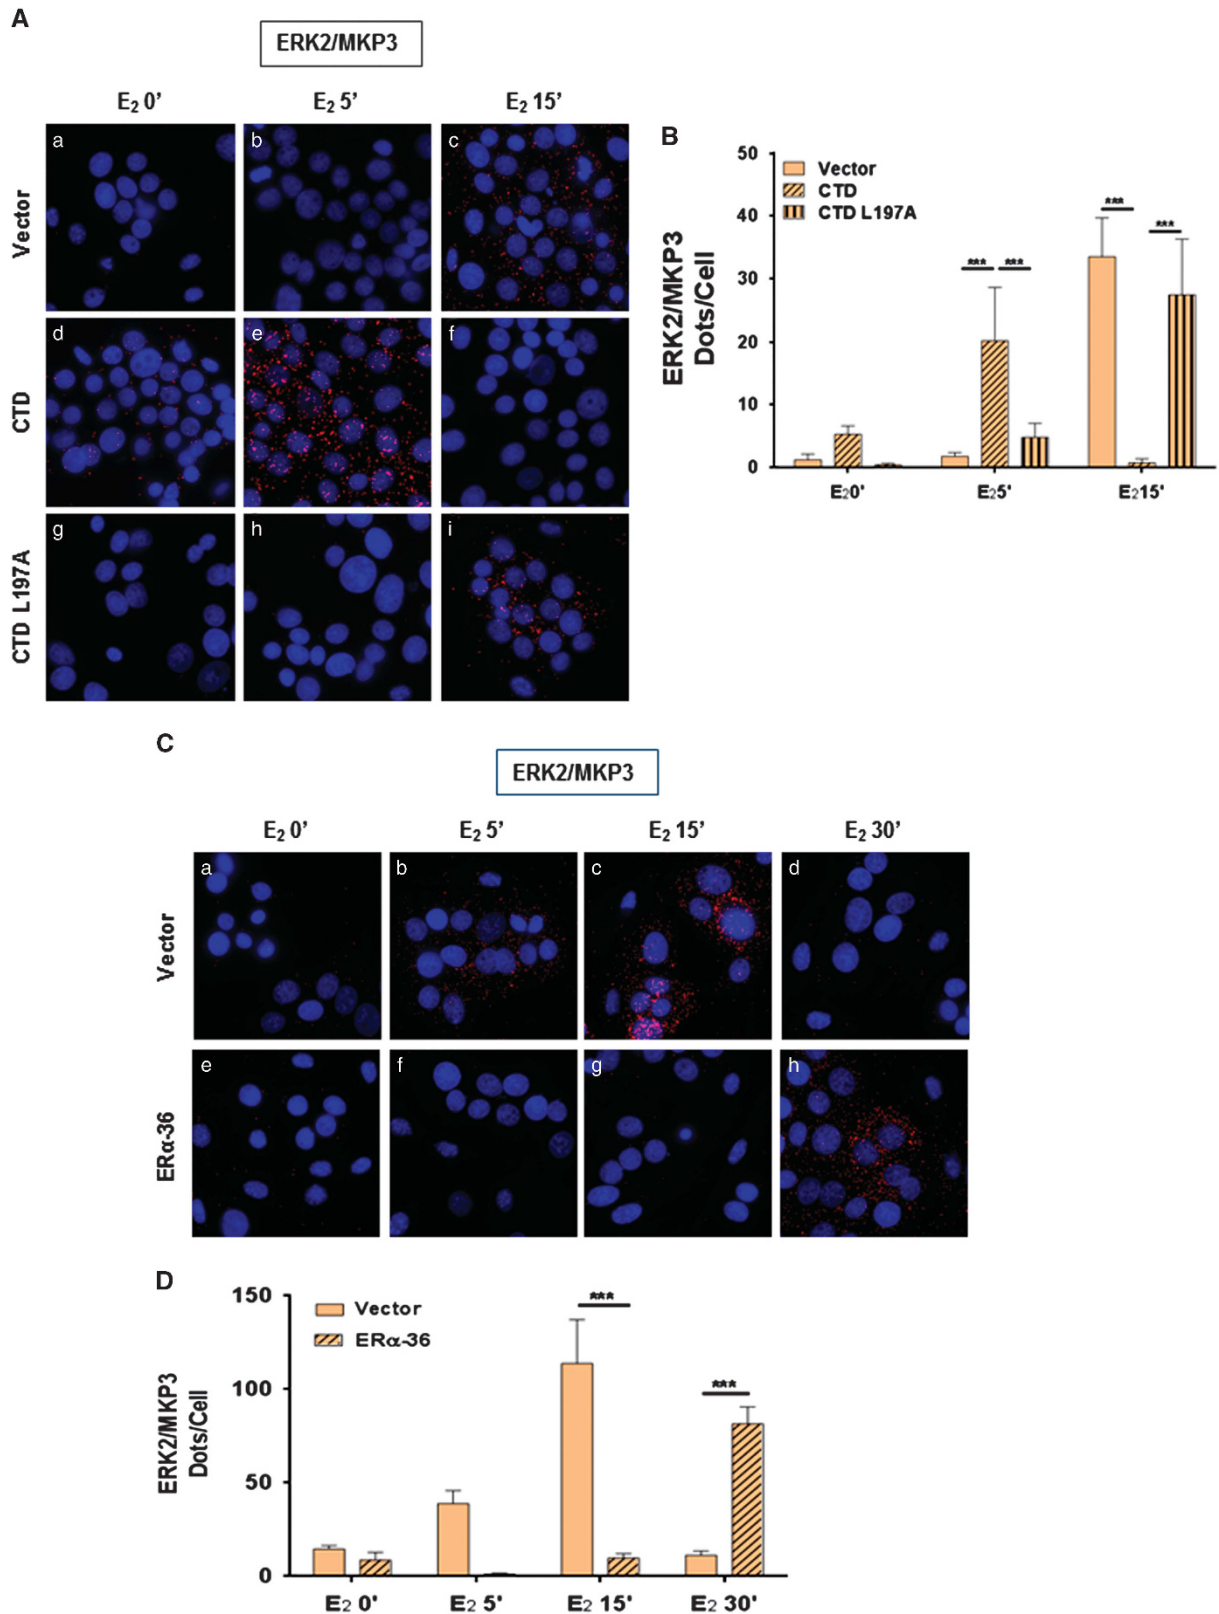 A
ERK2/MKP3
E₂ 0' E₂ 5' E₂ 15'
Vector
a b c
CTD
d e f
CTD L197A
g h i
B
ERK2/MKP3
Dots/Cell
50
40
30
20
10
0
Vector
CTD
CTD L197A
*** *** *** ***
E₂0' E₂5' E₂15'
C
ERK2/MKP3
E₂ 0' E₂ 5' E₂ 15' E₂ 30'
Vector
a b c d
ERα-36
e f g h
D
ERK2/MKP3
Dots/Cell
150
100
50
0
Vector
ERα-36
*** ***
E₂ 0' E₂ 5' E₂ 15' E₂ 30'